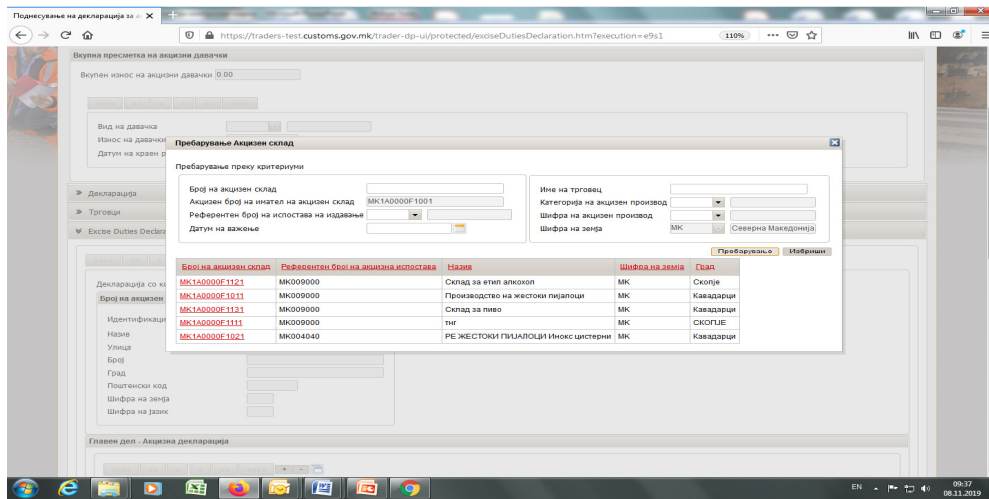 Поднесување на декларација за а
https://traders-test.customs.gov.mk/trader-dp-ui/protected/exciseDutiesDeclaration.htm?execution=e9s1
110%
Вкупна пресметка на акцизни давачки
Вкупен износ на акцизни давачки 0.00
Вид на давачка
Износ на давачки
Датум на краен р
Пребарување Акцизен склад
Пребарување преку критериуми
Број на акцизен склад
Акцизен број на имател на акцизен склад MK1A0000F1001
Референтен број на испостава на издавање
Датум на важење
Име на трговец
Категорија на акцизен производ
Шифра на акцизен производ
Шифра на земја MK Северна Македонија
Пребарување Избриши
Број на акцизен склад Референтен број на акцизна испостава Назив Шифра на земја Град
MK1A0000F1121 MK009000 Склад за етил алкохол MK Скопје
MK1A0000F1011 MK009000 Производство на жестоки пијалоци MK Кавадарци
MK1A0000F1131 MK009000 Склад за пиво MK Кавадарци
MK1A0000F1111 MK009000 тнг MK СКОПЈЕ
MK1A0000F1021 MK004040 РЕ ЖЕСТОКИ ПИЈАЛОЦИ Инокс цистерни MK Кавадарци
Декларација
Трговци
Excise Duties Declara
Декларација со ко
Број на акцизен
Идентификаци
Назив
Улица
Број
Град
Поштенски код
Шифра на земја
Шифра на јазик
Главен дел - Акцизна декларација
EN
09:37
08.11.2019